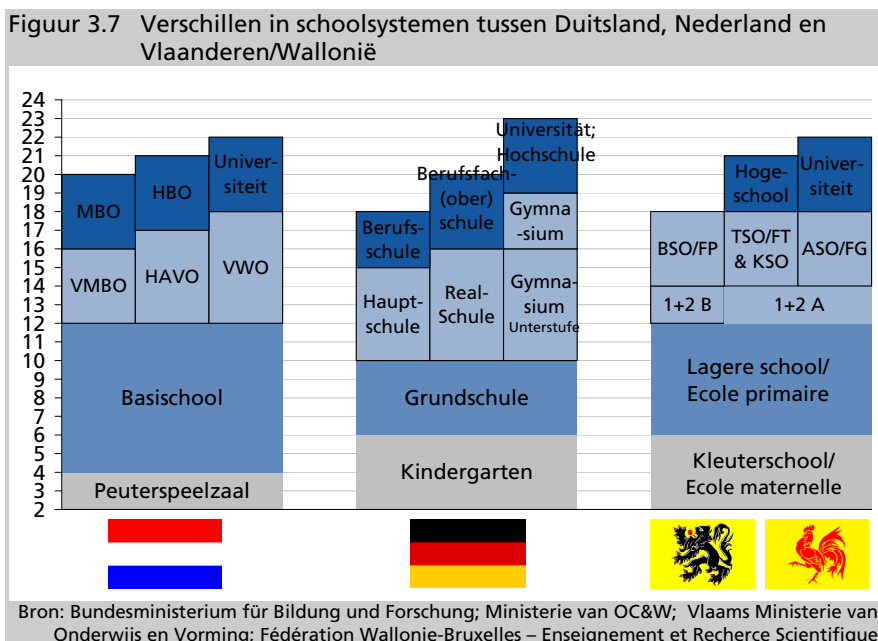 Figuur 3.7 Verschillen in schoolsystemen tussen Duitsland, Nederland en
Vlaanderen/Wallonië
24
23
22
21
20
19
18
17
16
15
14
13
12
11
10
9
8
7
6
5
4
3
2
MBO
VMBO
HBO
HAVO
Univer-
siteit
VWO
Basischool
Peuterspeelzaal
Berufs-
schule
Haupt-
schule
Berufsfach-
(ober)
schule
Real-
Schule
Universität;
Hochschule
Gymna
-sium
Gymna-
sium
Unterstufe
Grundschule
Kindergarten
BSO/FP
1+2 B
Hoge-
school
TSO/FT
& KSO
Univer-
siteit
ASO/FG
1+2 A
Lagere school/
Ecole primaire
Kleuterschool/
Ecole maternelle
Bron: Bundesministerium für Bildung und Forschung; Ministerie van OC&W; Vlaams Ministerie van
Onderwijs en Vorming; Fédération Wallonie-Bruxelles – Enseignement et Recherce Scientifique